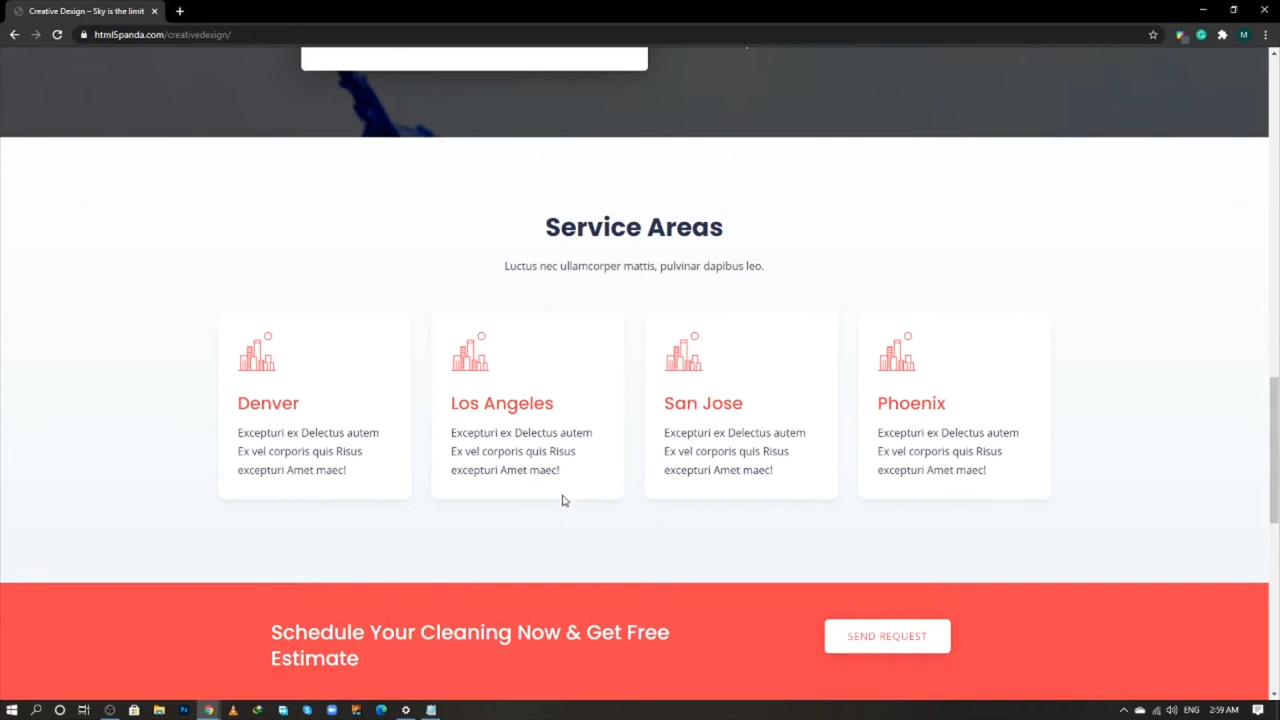 Creative Design – Sky is the limit
html5panda.com/creativedexign/
M
Service Areas
Luctus nec ullamcorper mattis, pulvinar dapibus leo.
Denver
Excepturi ex Delectus autem
Ex vel corporis quis Risus
excepturi Amet maec!
Los Angeles
Excepturi ex Delectus autem
Ex vel corporis quis Risus
excepturi Amet maec!
San Jose
Excepturi ex Delectus autem
Ex vel corporis quis Risus
excepturi Amet maec!
Phoenix
Excepturi ex Delectus autem
Ex vel corporis quis Risus
excepturi Amet maec!
Schedule Your Cleaning Now & Get Free
Estimate
SEND REQUEST
ENG
2:59 AM